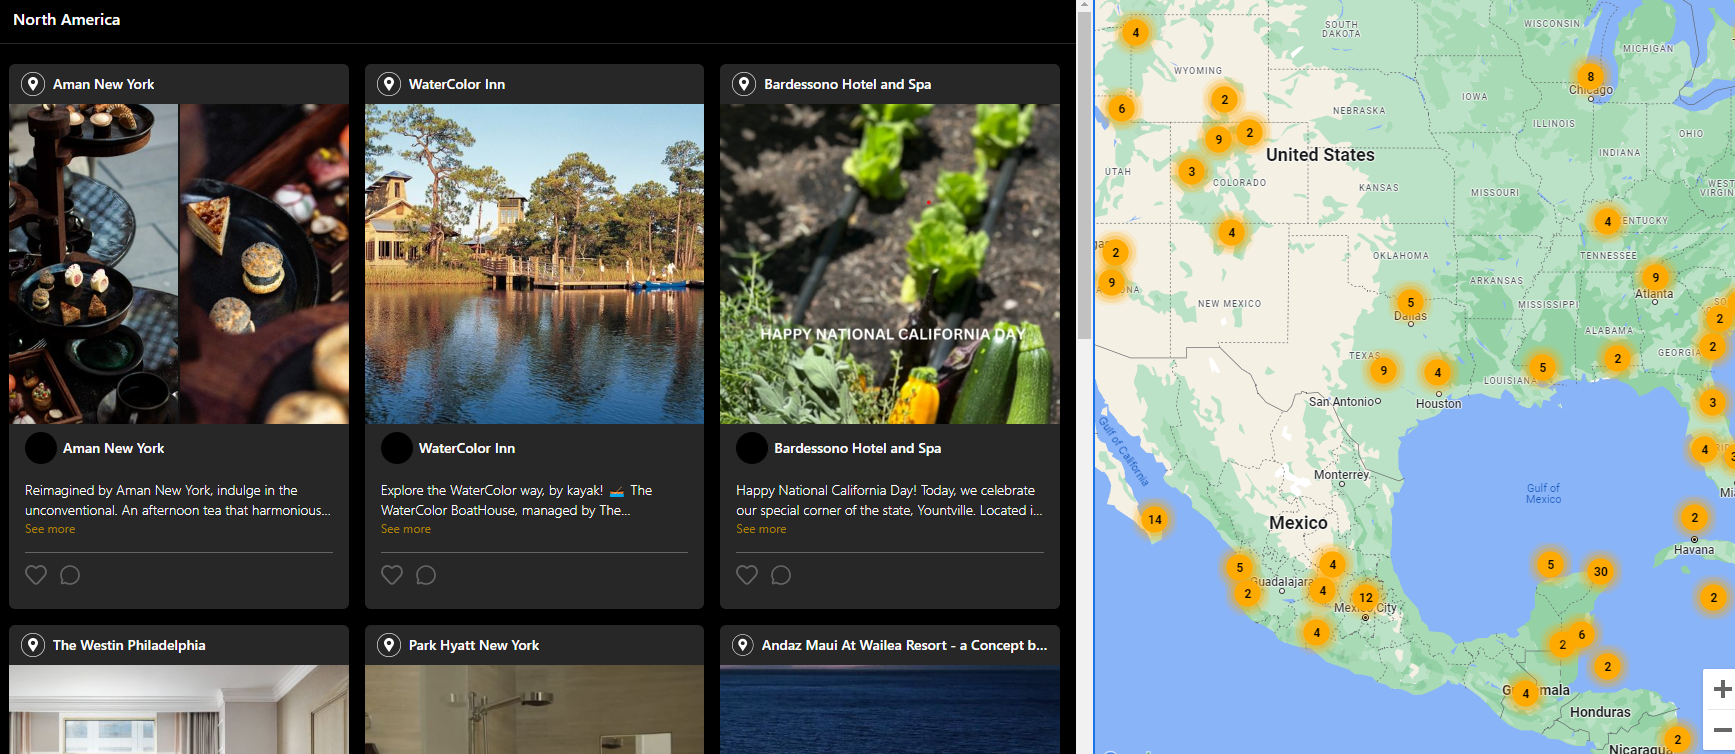 North America
Aman New York
WaterColor Inn
Bardessono Hotel and Spa
HAPPY NATIONAL CALIFORNIA DAY
Aman New York
Reimagined by Aman New York, indulge in the
unconventional. An afternoon tea that harmonious...
See more
WaterColor Inn
Explore the WaterColor way, by kayak! 🚣 The
WaterColor BoatHouse, managed by The...
See more
Bardessono Hotel and Spa
Happy National California Day! Today, we celebrate
our special corner of the state, Yountville. Located i...
See more
The Westin Philadelphia
Park Hyatt New York
Andaz Maui At Wailea Resort - a Concept b...
SOUTH
DAKOTA
WISCONSIN
MICHIGAN
4
WYOMING
8
Chicago
IOWA
2
6
NEBRASKA
ILLINOIS
OHIO
9
2
United States
INDIANA
3
UTAH
COLORADO
KANSAS
MISSOURI
WEST
VIRGIN
4
ENTUCKY
4
2
OKLAHOMA
TENNESSEE
9
ARKANSAS
9
Atlanta
NEW MEXICO
5
Dallas
MISSISSIPPI
SO
2
ALABAMA
TEXAS
2
GEORGIA
2
9
4
5
LOUISIANA
San Antonio
Houston
3
Gulf of California
4
Monterrey
Gulf of
Mexico
14
Mexico
2
Havana
5
4
5
30
Guadalajara
2
4
12
Mexico City
2
4
6
2
2
4
Honduras
2